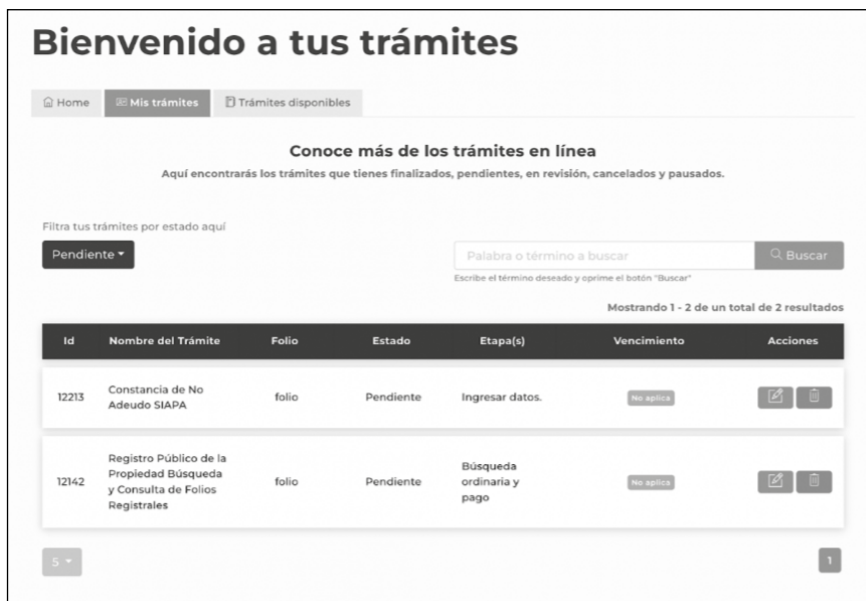 Bienvenido a tus trámites
Home Mis trámites Trámites disponibles
Conoce más de los trámites en línea
Aquí encontrarás los trámites que tienes finalizados, pendientes, en revisión, cancelados y pausados.
Filtra tus trámites por estado aquí
Pendiente
Palabra o término a buscar Buscar
Escribe el término deseado y oprime el botón "Buscar"
Mostrando 1 - 2 de un total de 2 resultados
Id Nombre del Trámite Folio Estado Etapa(s) Vencimiento Acciones
12213 Constancia de No Adeudo SIAPA folio Pendiente Ingresar datos. No aplica
12142 Registro Público de la Propiedad Búsqueda y Consulta de Folios Registrales folio Pendiente Búsqueda ordinaria y pago No aplica
5 1